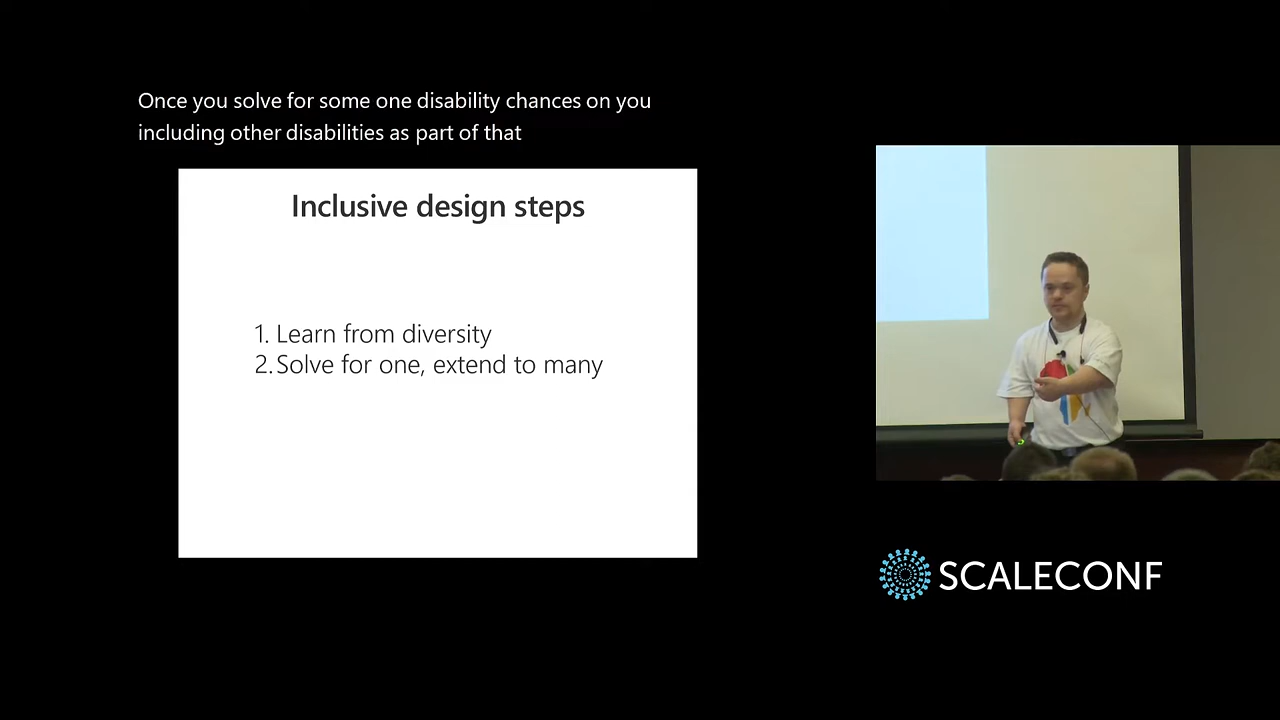 Once you solve for some one disability chances on you
including other disabilities as part of that
Inclusive design steps
1. Learn from diversity
2. Solve for one, extend to many
SCALECONF